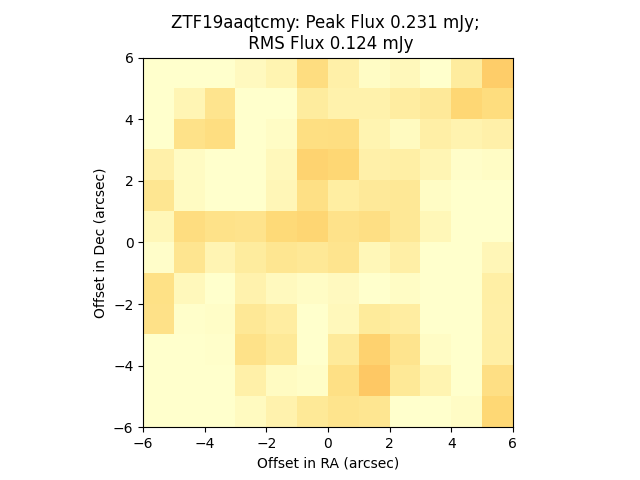 ZTF19aaqtcmy: Peak Flux 0.231 mJy;
RMS Flux 0.124 mJy
6
4
2
0
−2
−4
−6
Offset in Dec (arcsec)
−6 −4 −2 0 2 4 6
Offset in RA (arcsec)